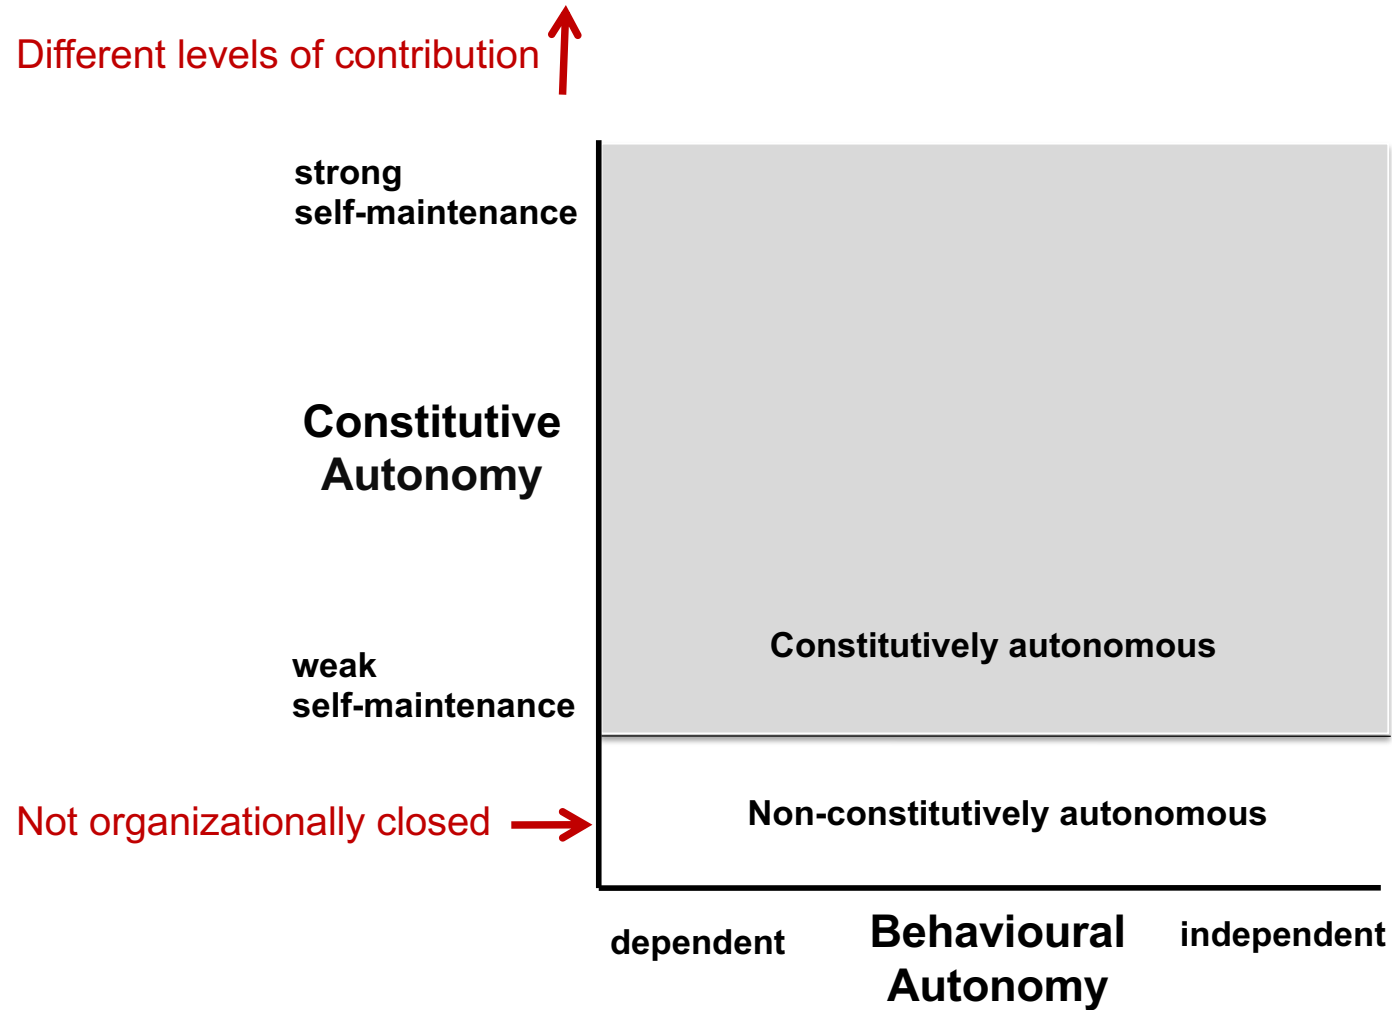 Different levels of contribution
strong
self-maintenance
Constitutive
Autonomy
Constitutively autonomous
weak
self-maintenance
Not organizationally closed
Non-constitutively autonomous
dependent
Behavioural
Autonomy
independent